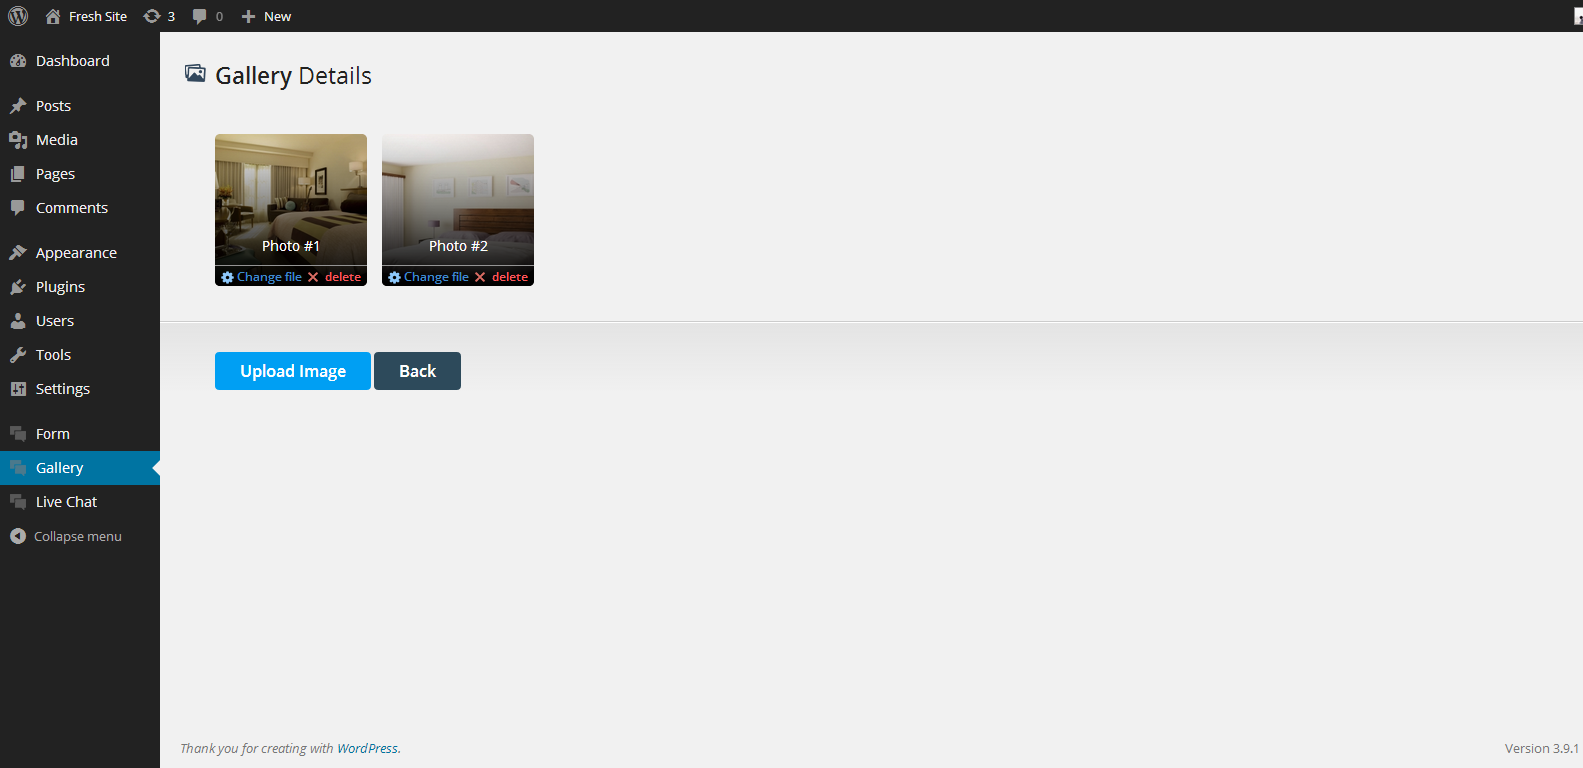 Fresh Site 3 0 New
Dashboard
Posts
Media
Pages
Comments
Appearance
Plugins
Users
Tools
Settings
Form
Gallery
Live Chat
Collapse menu
Gallery Details
Photo #1 Photo #2
Change file delete Change file delete
Upload Image Back
Thank you for creating with WordPress. Version 3.9.1